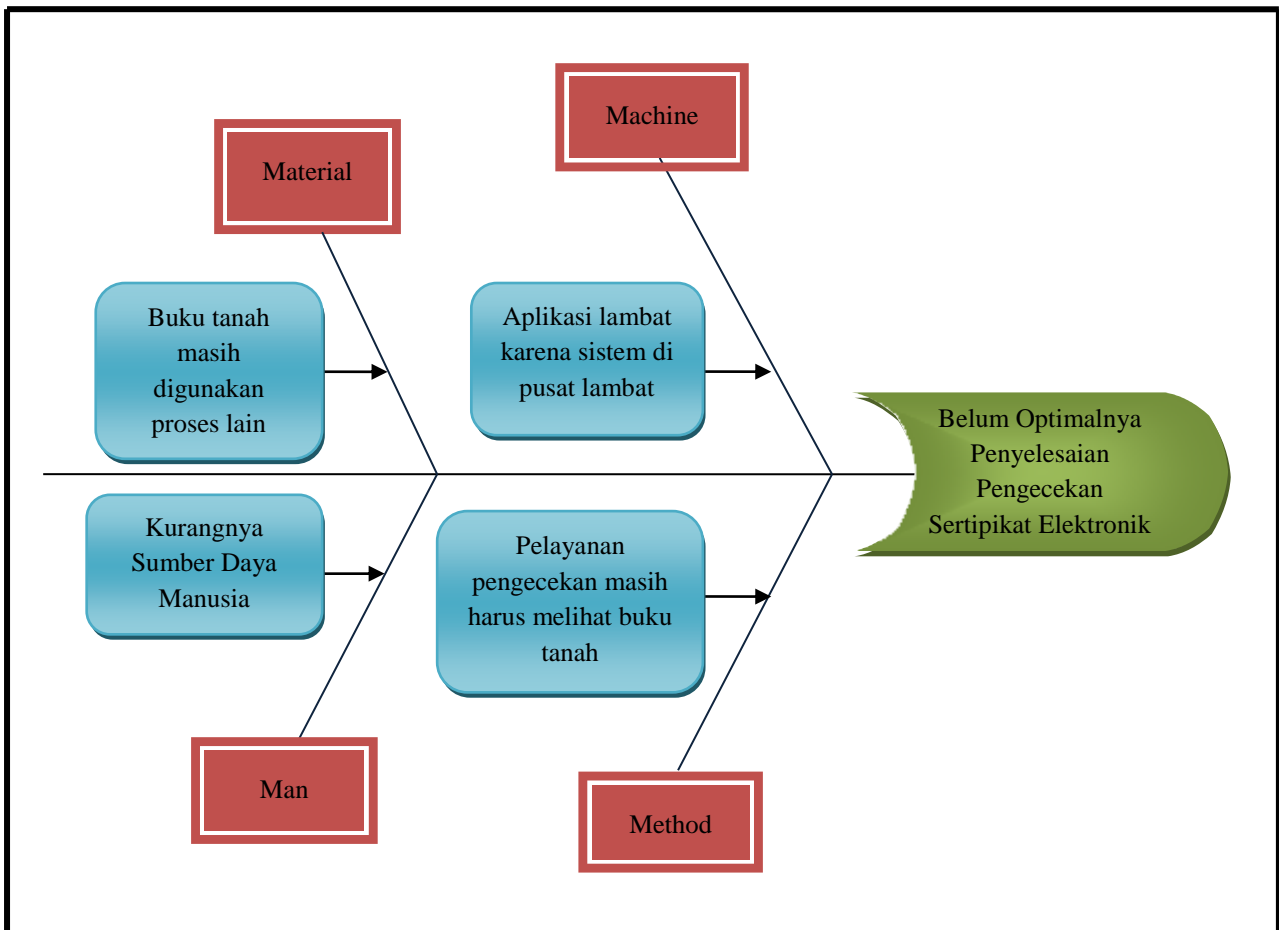 Machine
Material
Buku tanah
masih
digunakan
proses lain
Aplikasi lambat
karena sistem di
pusat lambat
Belum Optimalnya
Penyelesaian
Pengecekan
Sertipikat Elektronik
Kurangnya
Sumber Daya
Manusia
Pelayanan
pengecekan masih
harus melihat buku
tanah
Man
Method